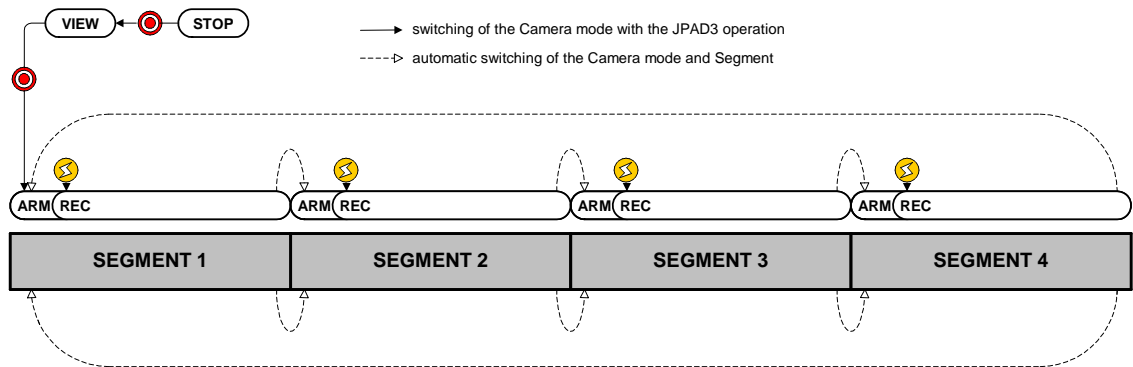 VIEW STOP
switching of the Camera mode with the JPAD3 operation
automatic switching of the Camera mode and Segment
ARM REC ARM REC ARM REC ARM REC
SEGMENT 1 SEGMENT 2 SEGMENT 3 SEGMENT 4